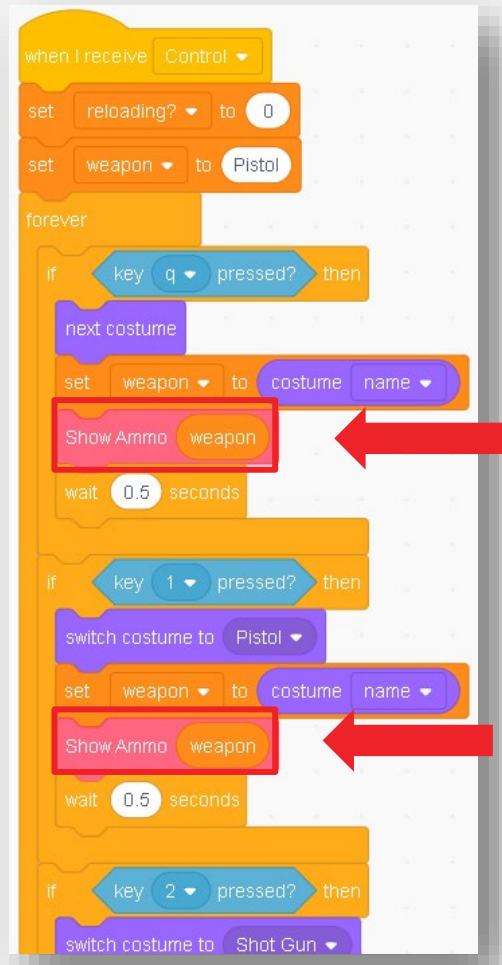 when I receive Control
set reloading? to 0
set weapon to Pistol
forever
if key q pressed? then
next costume
set weapon to costume name
Show Ammo weapon
wait 0.5 seconds
if key 1 pressed? then
switch costume to Pistol
set weapon to costume name
Show Ammo weapon
wait 0.5 seconds
if key 2 pressed? then
switch costume to Shot Gun